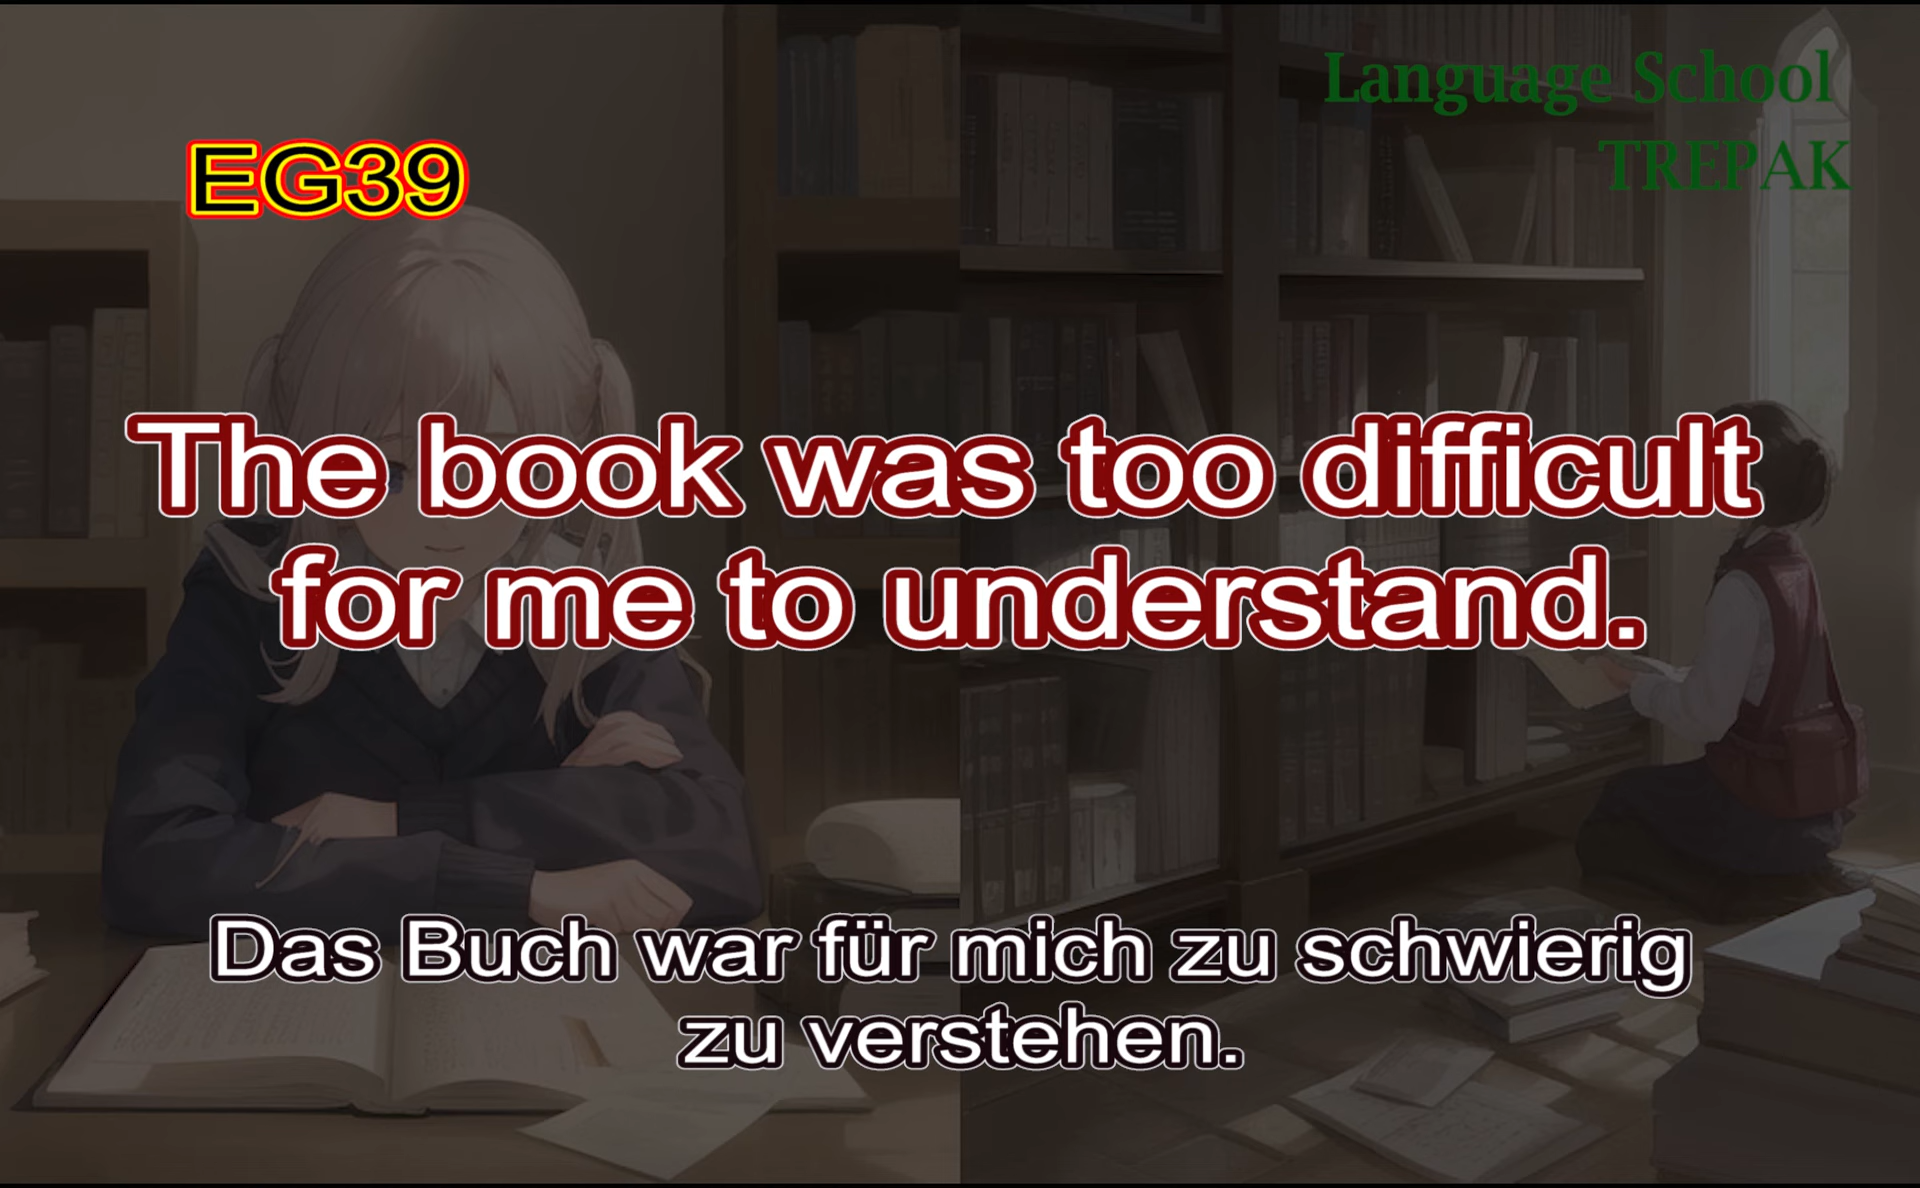 Language School
TREPAK
EG39
The book was too difficult
for me to understand.
Das Buch war für mich zu schwierig
zu verstehen.